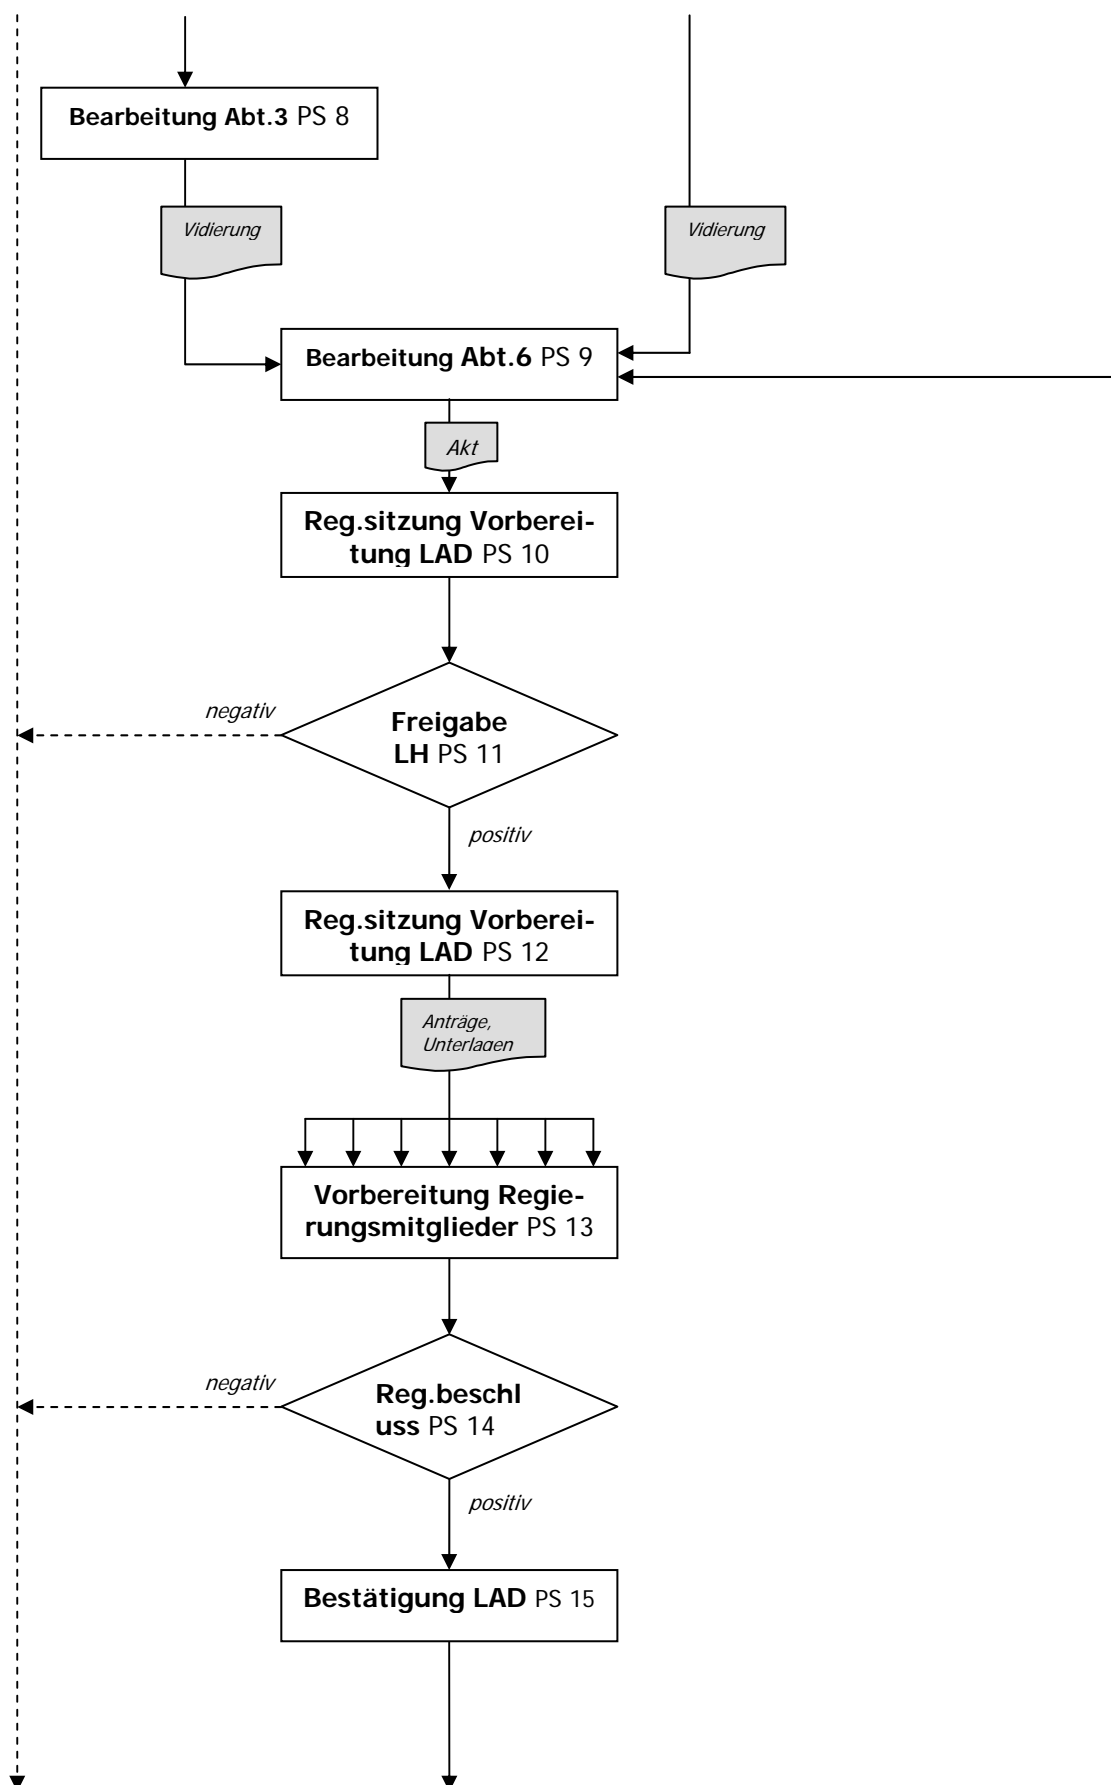 Bearbeitung Abt.3 PS 8
Vidierung
Vidierung
Bearbeitung Abt.6 PS 9
Akt
Reg.sitzung Vorberei-
tung LAD PS 10
negativ
Freigabe
LH PS 11
positiv
Reg.sitzung Vorberei-
tung LAD PS 12
Anträge,
Unterlagen
Vorbereitung Regie-
rungsmitglieder PS 13
negativ
Reg.beschl
uss PS 14
positiv
Bestätigung LAD PS 15